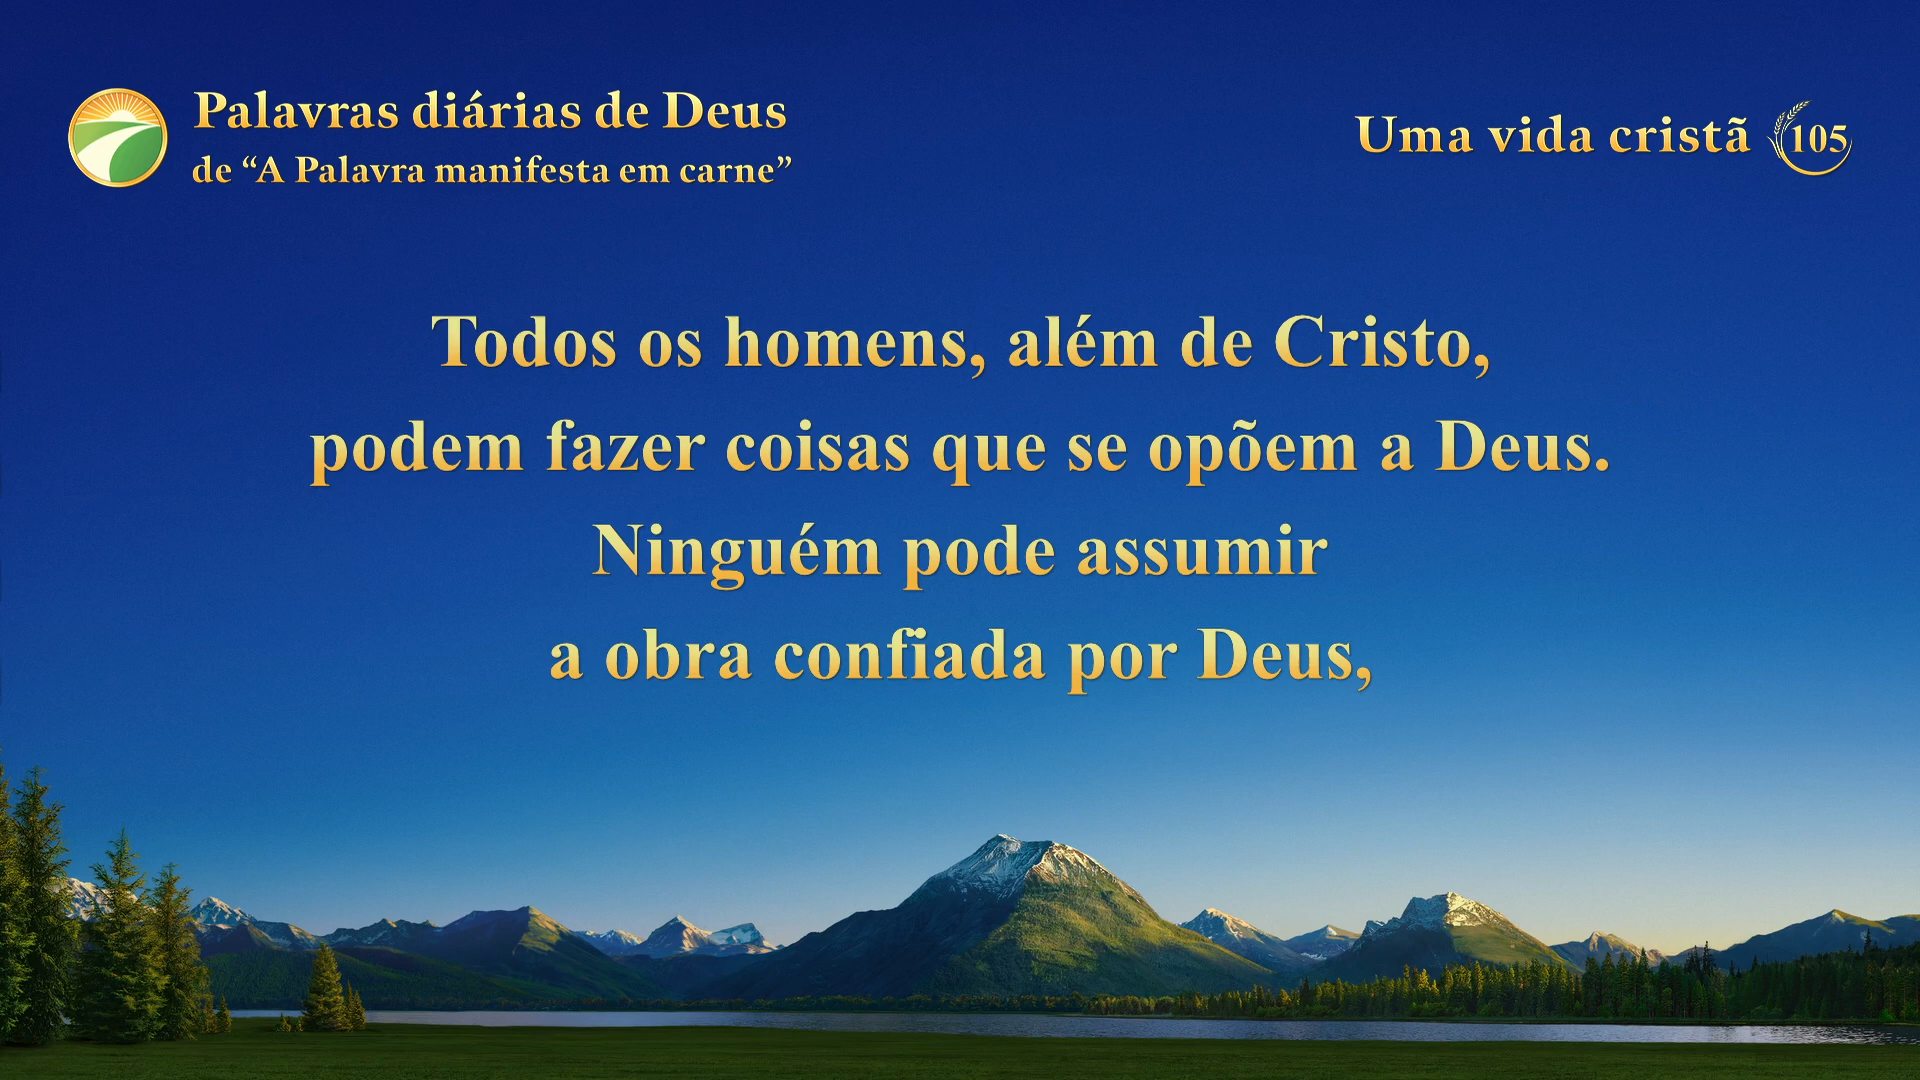 Palavras diárias de Deus
de “A Palavra manifesta em carne”
Uma vida cristã 105
Todos os homens, além de Cristo,
podem fazer coisas que se opõem a Deus.
Ninguém pode assumir
a obra confiada por Deus,